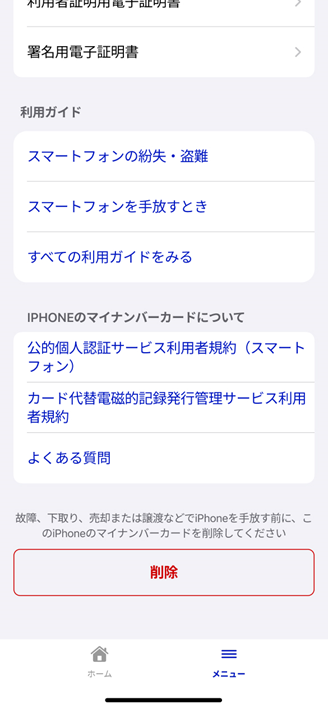 利用者証明用電子証明書
署名用電子証明書
利用ガイド
スマートフォンの紛失・盗難
スマートフォンを手放すとき
すべての利用ガイドをみる
IPHONEのマイナンバーカードについて
公的個人認証サービス利用者規約（スマート
フォン）
カード代替電磁的記録発行管理サービス利用
者規約
よくある質問
故障、下取り、売却または譲渡などでiPhoneを手放す前に、こ
のiPhoneのマイナンバーカードを削除してください
削除
ホーム
メニュー